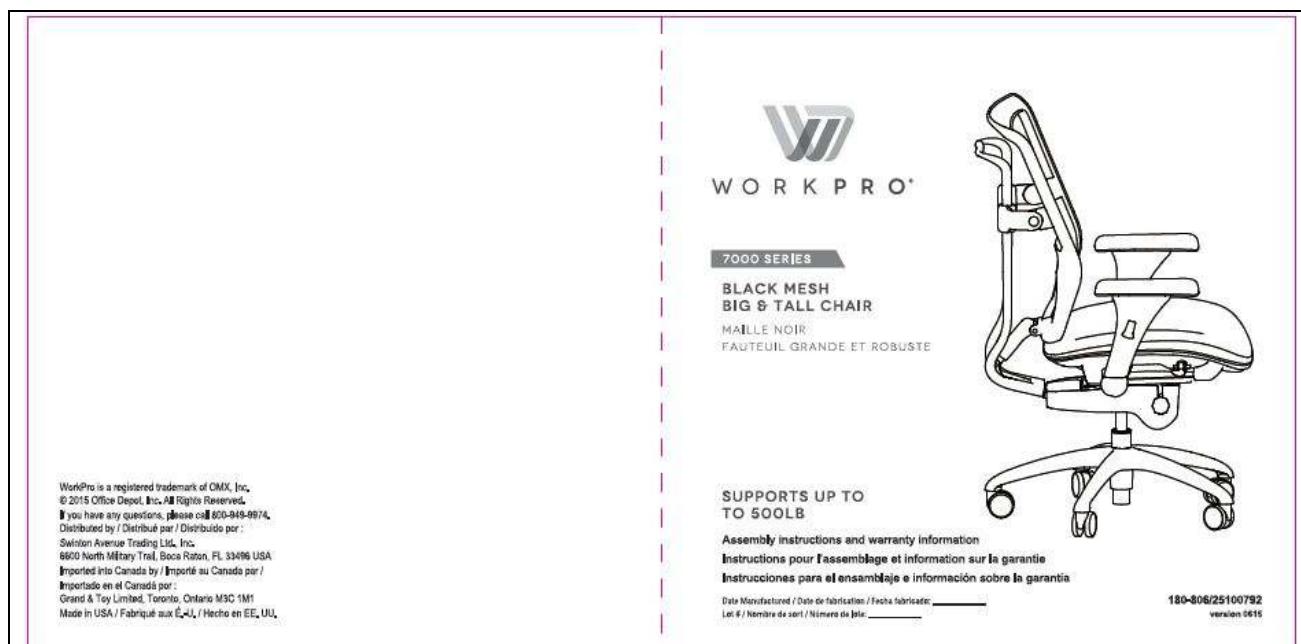 WorkPro is a registered trademark of OMX, Inc.
© 2015 Office Depot, Inc. All Rights Reserved.
If you have any questions, please call 800-949-9974.
Distributed by / Distribué par / Distribuido por :
Swinton Avenue Trading Ltd., Inc.
6600 North Military Trail, Boca Raton, FL 33496 USA
Imported into Canada by / Importé au Canada par /
Importado en el Canadá por :
Grand & Toy Limited, Toronto, Ontario M3C 1M1
Made in USA / Fabriqué aux É.-U. / Hecho en EE. UU.
WORKPRO®
7000 SERIES
BLACK MESH
BIG & TALL CHAIR
MAILLE NOIR
FAUTEUIL GRANDE ET ROBUSTE
SUPPORTS UP TO
TO 500LB
Assembly instructions and warranty information
Instructions pour l'assemblage et information sur la garantie
Instrucciones para el ensamblaje e información sobre la garantía
Date Manufactured / Date de fabrication / Fecha fabricado:
Lot # / Nombre de sort / Número de lote:
180-806/25100792
version 0615